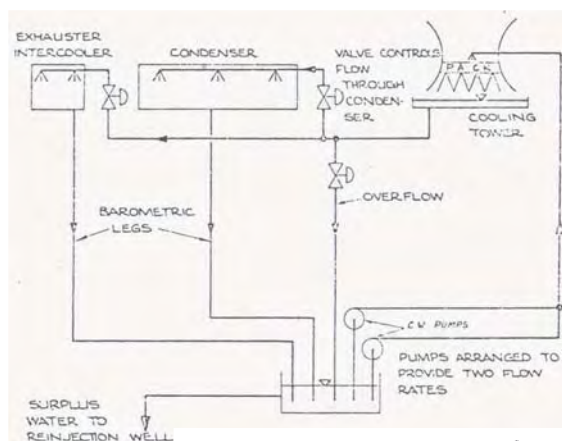 EXHAUSTER
INTERCOOLER
CONDENSER
VALVE CONTROLS
FLOW
THROUGH
CONDEN-
SER
PACK
COOLING
TOWER
OVERFLOW
BAROMETRIC
LEGS
C.W PUMPS
PUMPS ARRANGED TO
PROVIDE TWO FLOW
RATES
SURPLUS
WATER TO
REINJECTION WELL